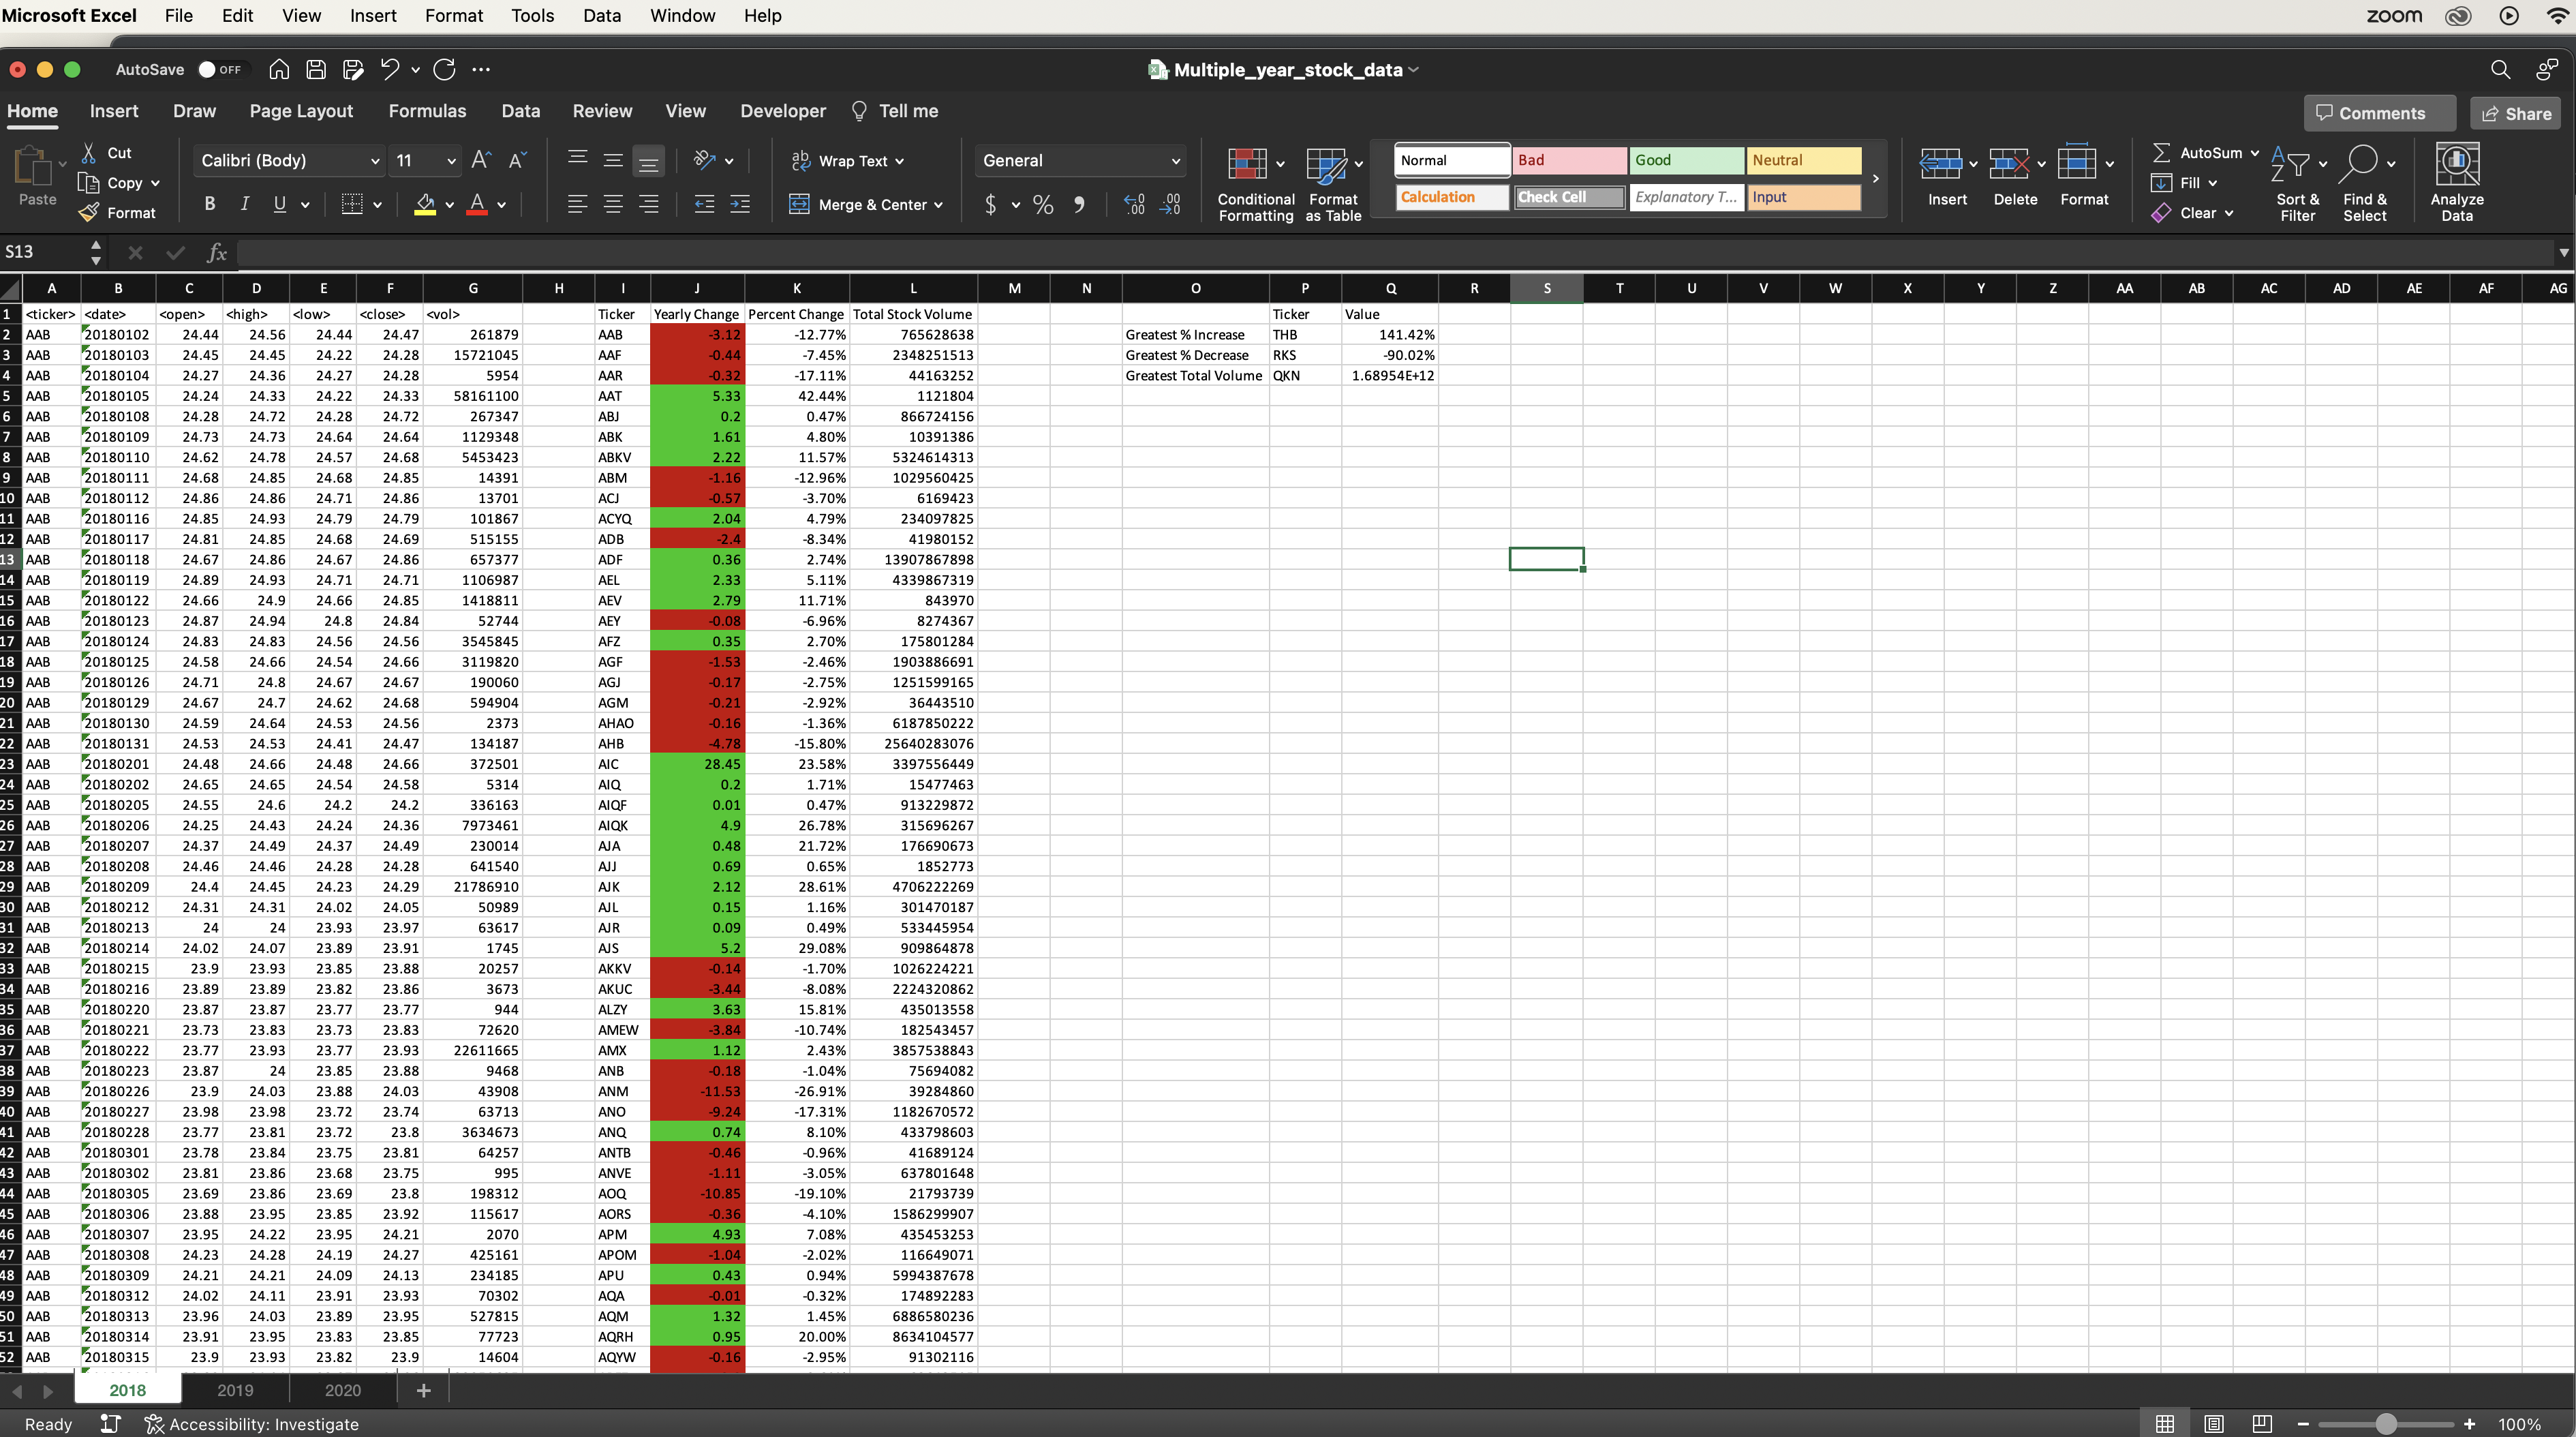 Microsoft Excel File Edit View Insert Format Tools Data Window Help zoom
AutoSave OFF Multiple_year_stock_data
Home Insert Draw Page Layout Formulas Data Review View Developer Tell me Comments Share
Paste Cut Copy Format
Calibri (Body) 11 A A
B I U A
Wrap Text
Merge & Center
General
$ % 9 .00 .00
Conditional Formatting Format as Table
Normal Bad Good Neutral
Calculation Check Cell Explanatory T... Input
Insert Delete Format
AutoSum Fill Clear
Sort & Filter Find & Select Analyze Data
S13 fx
A B C D E F G H I J K L M N O P Q R S T U V W X Y Z AA AB AC AD AE AF AG
1 <ticker> <date> <open> <high> <low> <close> <vol> Ticker Yearly Change Percent Change Total Stock Volume Ticker Value
2 AAB 20180102 24.44 24.56 24.44 24.47 261879 AAB -3.12 -12.77% 765628638 Greatest % Increase THB 141.42%
3 AAB 20180103 24.45 24.45 24.22 24.28 15721045 AAF -0.44 -7.45% 2348251513 Greatest % Decrease RKS -90.02%
4 AAB 20180104 24.27 24.36 24.27 24.28 5954 AAR -0.32 -17.11% 44163252 Greatest Total Volume QKN 1.68954E+12
5 AAB 20180105 24.24 24.33 24.22 24.33 58161100 AAT 5.33 42.44% 1121804
6 AAB 20180108 24.28 24.72 24.28 24.72 267347 ABJ 0.2 0.47% 866724156
7 AAB 20180109 24.73 24.73 24.64 24.64 1129348 ABK 1.61 4.80% 10391386
8 AAB 20180110 24.62 24.78 24.57 24.68 5453423 ABKV 2.22 11.57% 5324614313
9 AAB 20180111 24.68 24.85 24.68 24.85 14391 ABM -1.16 -12.96% 1029560425
10 AAB 20180112 24.86 24.86 24.71 24.86 13701 ACJ -0.57 -3.70% 6169423
11 AAB 20180116 24.85 24.93 24.79 24.79 101867 ACYQ 2.04 4.79% 234097825
12 AAB 20180117 24.81 24.85 24.68 24.69 515155 ADB -2.4 -8.34% 41980152
13 AAB 20180118 24.67 24.86 24.67 24.86 657377 ADF 0.36 2.74% 13907867898
14 AAB 20180119 24.89 24.93 24.71 24.71 1106987 AEL 2.33 5.11% 4339867319
15 AAB 20180122 24.66 24.9 24.66 24.85 1418811 AEV 2.79 11.71% 843970
16 AAB 20180123 24.87 24.94 24.8 24.84 52744 AEY -0.08 -6.96% 8274367
17 AAB 20180124 24.83 24.83 24.56 24.56 3545845 AFZ 0.35 2.70% 175801284
18 AAB 20180125 24.58 24.66 24.54 24.66 3119820 AGF -1.53 -2.46% 1903886691
19 AAB 20180126 24.71 24.8 24.67 24.67 190060 AGJ -0.17 -2.75% 1251599165
20 AAB 20180129 24.67 24.7 24.62 24.68 594904 AGM -0.21 -2.92% 36443510
21 AAB 20180130 24.59 24.64 24.53 24.56 2373 AHAO -0.16 -1.36% 6187850222
22 AAB 20180131 24.53 24.53 24.41 24.47 134187 AHB -4.78 -15.80% 25640283076
23 AAB 20180201 24.48 24.66 24.48 24.66 372501 AIC 28.45 23.58% 3397556449
24 AAB 20180202 24.65 24.65 24.54 24.58 5314 AIQ 0.2 1.71% 15477463
25 AAB 20180205 24.55 24.6 24.2 24.2 336163 AIQF 0.01 0.47% 913229872
26 AAB 20180206 24.25 24.43 24.24 24.36 7973461 AIQK 4.9 26.78% 315696267
27 AAB 20180207 24.37 24.49 24.37 24.49 230014 AJA 0.48 21.72% 176690673
28 AAB 20180208 24.46 24.46 24.28 24.28 641540 AJJ 0.69 0.65% 1852773
29 AAB 20180209 24.4 24.45 24.23 24.29 21786910 AJK 2.12 28.61% 4706222269
30 AAB 20180212 24.31 24.31 24.02 24.05 50989 AJL 0.15 1.16% 301470187
31 AAB 20180213 24 24 23.93 23.97 63617 AJR 0.09 0.49% 533445954
32 AAB 20180214 24.02 24.07 23.89 23.91 1745 AJS 5.2 29.08% 909864878
33 AAB 20180215 23.9 23.93 23.85 23.88 20257 AKKV -0.14 -1.70% 1026224221
34 AAB 20180216 23.89 23.89 23.82 23.86 3673 AKUC -3.44 -8.08% 2224320862
35 AAB 20180220 23.87 23.87 23.77 23.77 944 ALZY 3.63 15.81% 435013558
36 AAB 20180221 23.73 23.83 23.73 23.83 72620 AMEW -3.84 -10.74% 182543457
37 AAB 20180222 23.77 23.93 23.77 23.93 22611665 AMX 1.12 2.43% 3857538843
38 AAB 20180223 23.87 24 23.85 23.88 9468 ANB -0.18 -1.04% 75694082
39 AAB 20180226 23.9 24.03 23.88 24.03 43908 ANM -11.53 -26.91% 39284860
40 AAB 20180227 23.98 23.98 23.72 23.74 63713 ANO -9.24 -17.31% 1182670572
41 AAB 20180228 23.77 23.81 23.72 23.8 3634673 ANQ 0.74 8.10% 433798603
42 AAB 20180301 23.78 23.84 23.75 23.81 64257 ANTB -0.46 -0.96% 41689124
43 AAB 20180302 23.81 23.86 23.68 23.75 995 ANVE -1.11 -3.05% 637801648
44 AAB 20180305 23.69 23.86 23.69 23.8 198312 AOQ -10.85 -19.10% 21793739
45 AAB 20180306 23.88 23.95 23.85 23.92 115617 AORS -0.36 -4.10% 1586299907
46 AAB 20180307 23.95 24.22 23.95 24.21 2070 APM 4.93 7.08% 435453253
47 AAB 20180308 24.23 24.28 24.19 24.27 425161 APOM -1.04 -2.02% 116649071
48 AAB 20180309 24.21 24.21 24.09 24.13 234185 APU 0.43 0.94% 5994387678
49 AAB 20180312 24.02 24.11 23.91 23.93 70302 AQA -0.01 -0.32% 174892283
50 AAB 20180313 23.96 24.03 23.89 23.95 527815 AQM 1.32 1.45% 6886580236
51 AAB 20180314 23.91 23.95 23.83 23.85 77723 AQRH 0.95 20.00% 8634104577
52 AAB 20180315 23.9 23.93 23.82 23.9 14604 AQYW -0.16 -2.95% 91302116
2018 2019 2020 +
Ready Accessibility: Investigate 100%